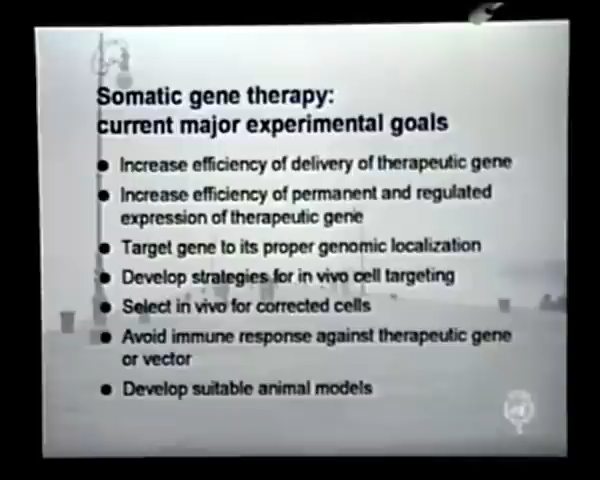 Somatic gene therapy:
current major experimental goals
● Increase efficiency of delivery of therapeutic gene
● Increase efficiency of permanent and regulated
expression of therapeutic gene
● Target gene to its proper genomic localization
● Develop strategies for in vivo cell targeting
● Select in vivo for corrected cells
● Avoid immune response against therapeutic gene
or vector
● Develop suitable animal models